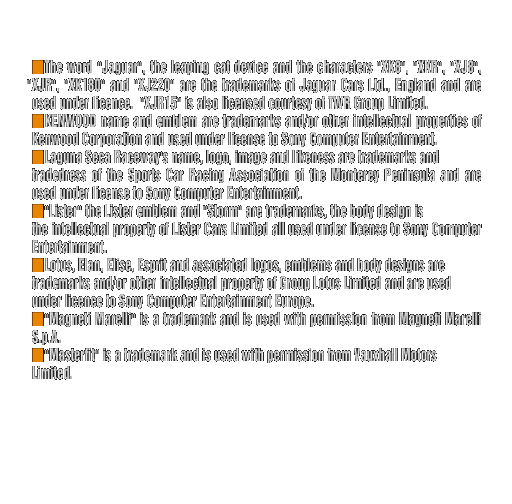 The word "Jaguar", the leaping cat device and the characters "XK8", "XKR", "XJ8",
"XJR", "XK180" and "XJ220" are the trademarks of Jaguar Cars Ltd., England and are
used under licence. "XJR15" is also licensed courtesy of TWR Group Limited.
KENWOOD name and emblem are trademarks and/or other intellectual properties of
Kenwood Corporation and used under license to Sony Computer Entertainment.
Laguna Seca Raceway's name, logo, image and likeness are trademarks and
tradedress of the Sports Car Racing Association of the Monterey Peninsula and are
used under license to Sony Computer Entertainment.
"Lister" the Lister emblem and "Storm" are trademarks, the body design is
the intellectual property of Lister Cars Limited all used under license to Sony Computer
Entertainment.
Lotus, Elan, Elise, Esprit and associated logos, emblems and body designs are
trademarks and/or other intellectual property of Group Lotus Limited and are used
under licence to Sony Computer Entertainment Europe.
"Magneti Marelli" is a trademark and is used with permission from Magneti Marelli
S.p.A.
"Masterfit" is a trademark and is used with permission from Vauxhall Motors
Limited.